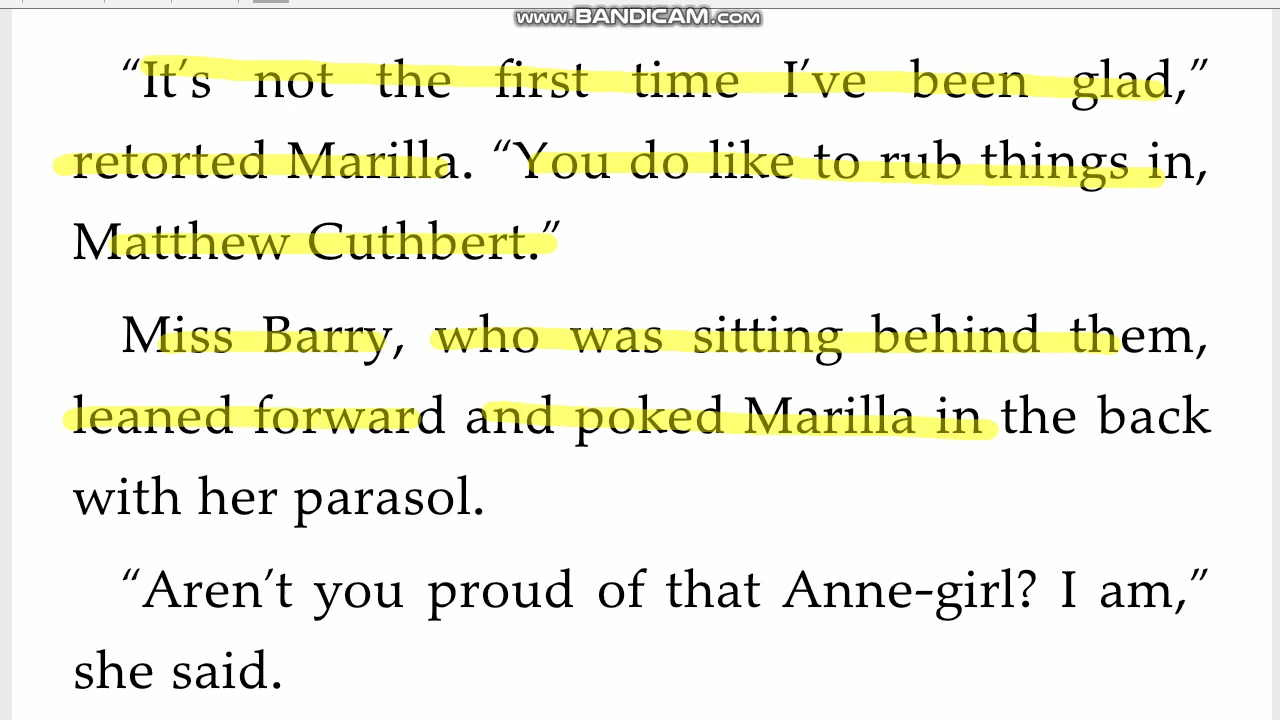 www.BANDICAM.com
“It’s not the first time I’ve been glad,”
retorted Marilla. “You do like to rub things in,
Matthew Cuthbert.”
Miss Barry, who was sitting behind them,
leaned forward and poked Marilla in the back
with her parasol.
“Aren’t you proud of that Anne-girl? I am,”
she said.